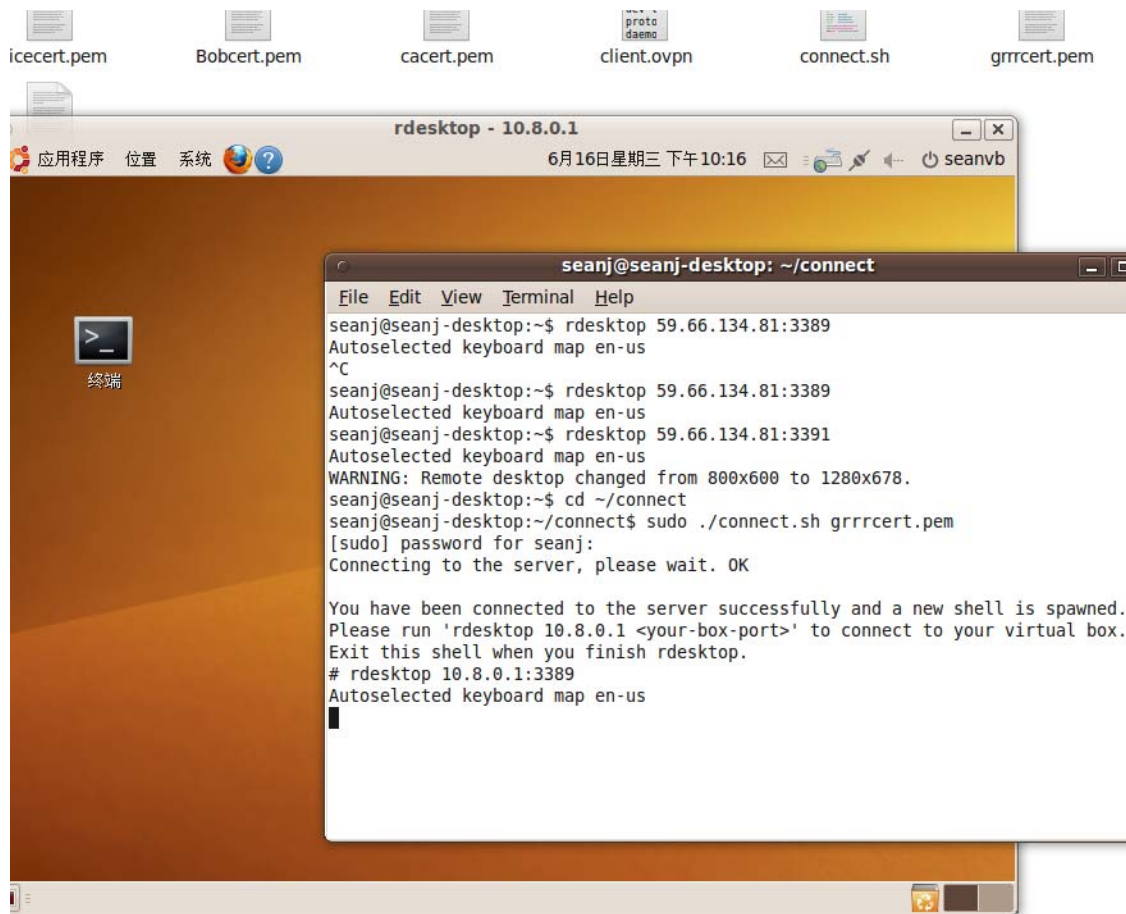 proto
daemo
icecert.pem
Bobcert.pem
cacert.pem
client.ovpn
connect.sh
grrrcert.pem
rdesktop - 10.8.0.1
应用程序 位置 系统 6月16日星期三 下午10:16 seanvb
终端
seanj@seanj-desktop: ~/connect
File Edit View Terminal Help
seanj@seanj-desktop:~$ rdesktop 59.66.134.81:3389
Autoselected keyboard map en-us
^C
seanj@seanj-desktop:~$ rdesktop 59.66.134.81:3389
Autoselected keyboard map en-us
seanj@seanj-desktop:~$ rdesktop 59.66.134.81:3391
Autoselected keyboard map en-us
WARNING: Remote desktop changed from 800x600 to 1280x678.
seanj@seanj-desktop:~$ cd ~/connect
seanj@seanj-desktop:~/connect$ sudo ./connect.sh grrrcert.pem
[sudo] password for seanj:
Connecting to the server, please wait. OK
You have been connected to the server successfully and a new shell is spawned.
Please run 'rdesktop 10.8.0.1 <your-box-port>' to connect to your virtual box.
Exit this shell when you finish rdesktop.
# rdesktop 10.8.0.1:3389
Autoselected keyboard map en-us